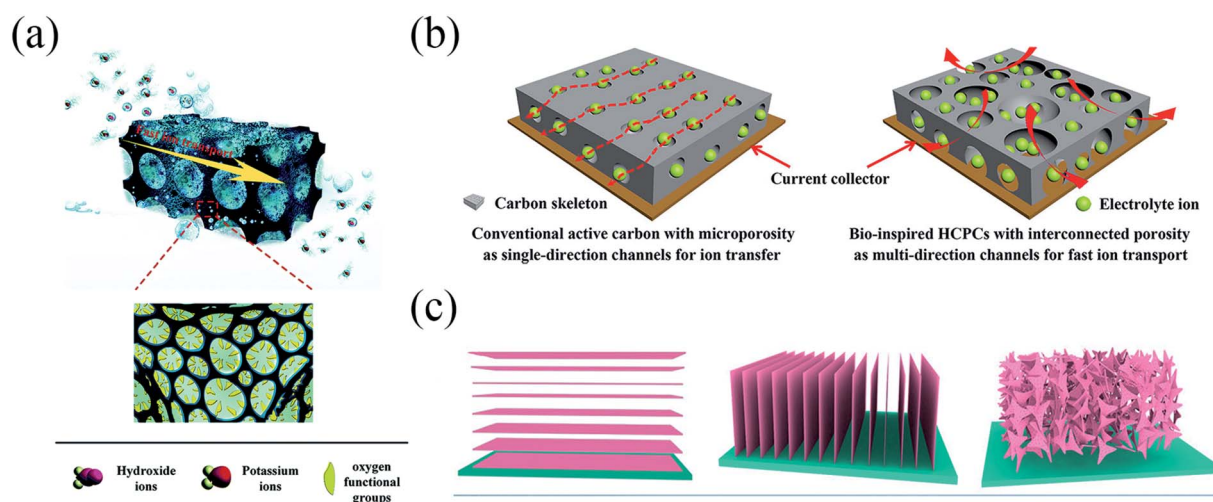 (a)
Fast ion transport
Hydroxide
ions
Potassium
ions
oxygen
functional
groups
(b)
Current collector
Carbon skeleton
Electrolyte ion
Conventional active carbon with microporosity
as single-direction channels for ion transfer
Bio-inspired HCPCs with interconnected porosity
as multi-direction channels for fast ion transport
(c)